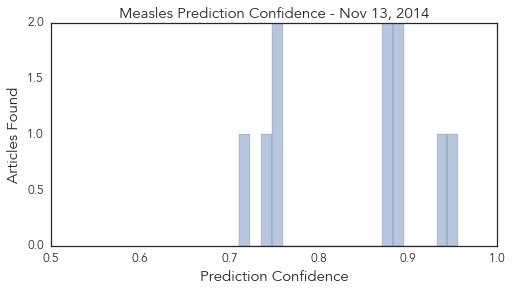 Measles Prediction Confidence - Nov 13, 2014
2.0
1.5
1.0
0.5
0.0
0.5 0.6 0.7 0.8 0.9 1.0
Articles Found
Prediction Confidence